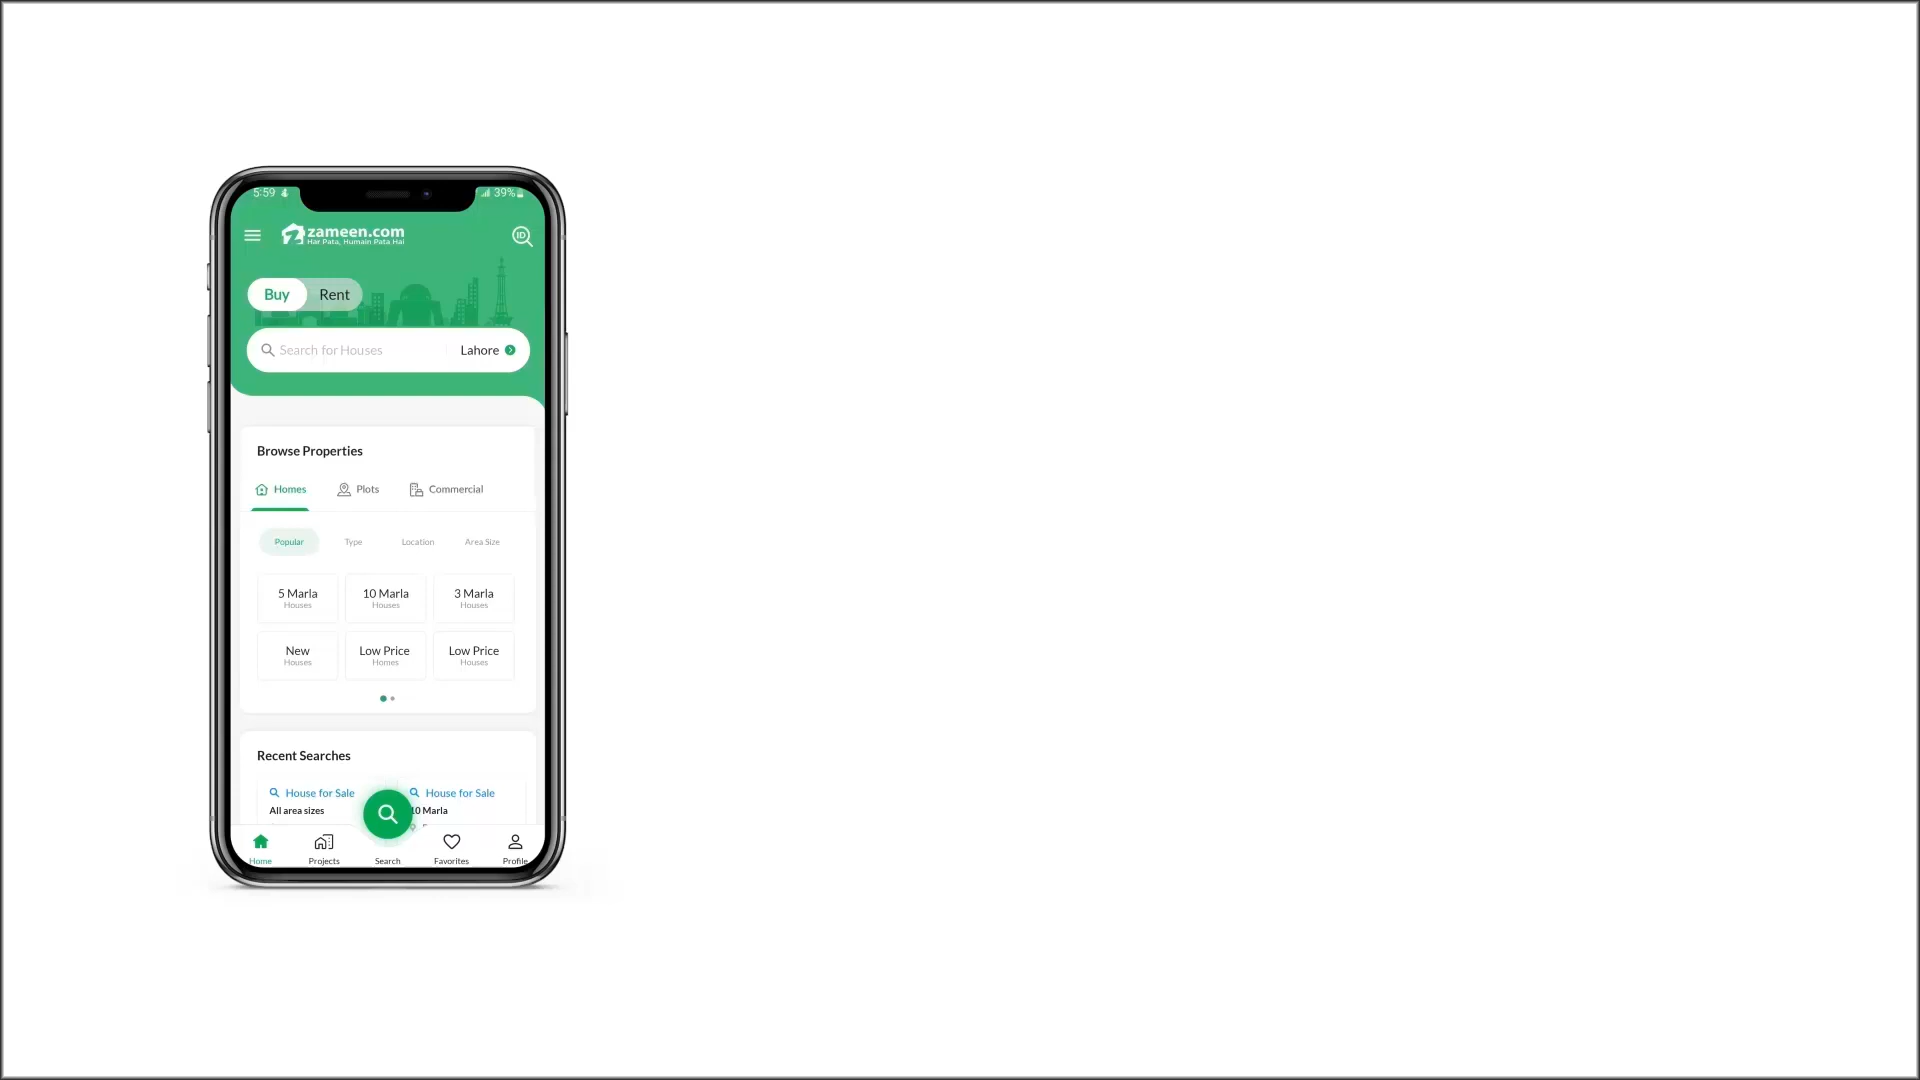 5:59
39%
zameen.com
Har Pata, Humain Pata Hai
ID
Buy
Rent
Search for Houses
Lahore
Browse Properties
Homes
Plots
Commercial
Popular
Type
Location
Area Size
5 Marla
Houses
10 Marla
Houses
3 Marla
Houses
New
Houses
Low Price
Homes
Low Price
Houses
Recent Searches
House for Sale
All area sizes
House for Sale
10 Marla
Home
Projects
Search
Favorites
Profile